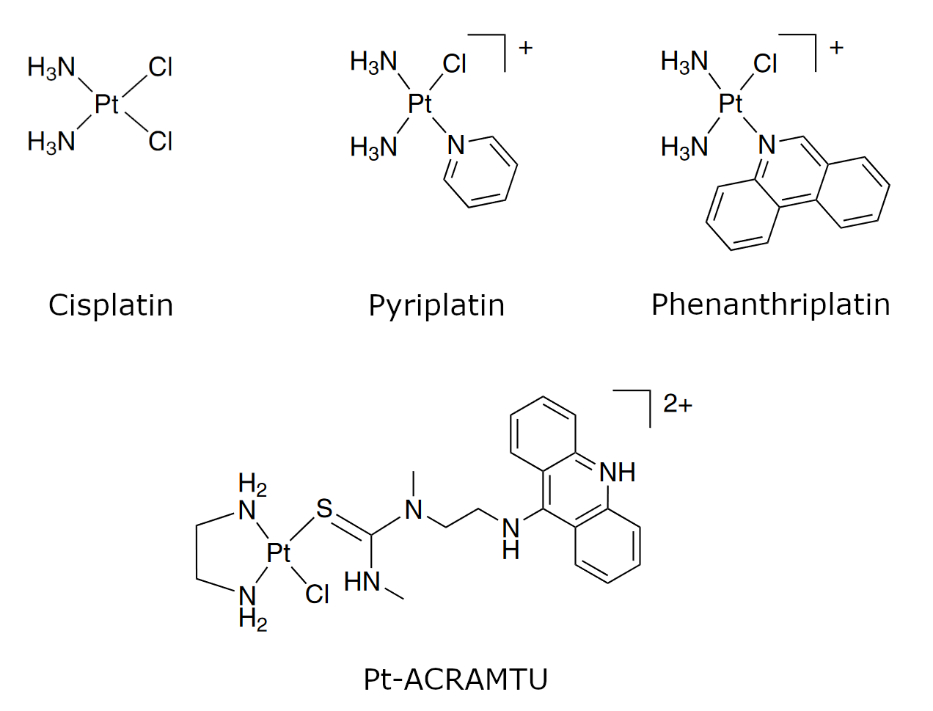 H3N Cl
Pt
H3N Cl
Cisplatin
+
H3N Cl
Pt
H3N N
Pyriplatin
+
H3N Cl
Pt
H3N N
Phenanthriplatin
2+
H2
N S N NH
Pt N
H
HN
N Cl
H2
Pt-ACRAMTU